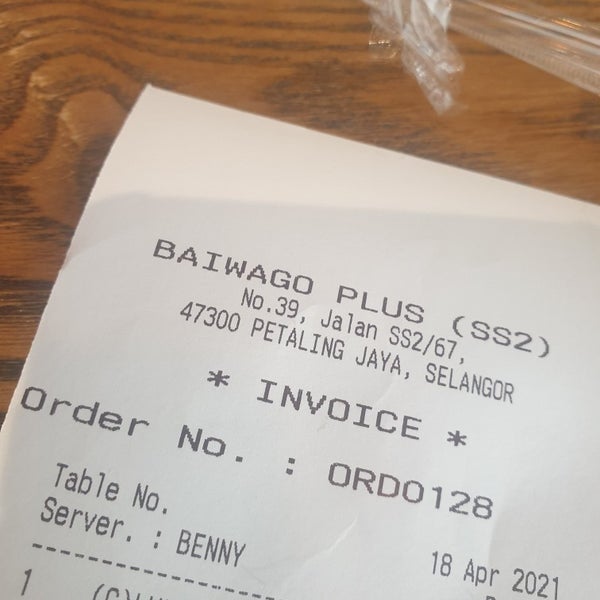 BAIWAGO PLUS (SS2)
No.39, Jalan SS2/67,
47300 PETALING JAYA, SELANGOR
* INVOICE *
Order No. : ORD0128
Table No.
Server. : BENNY
18 Apr 2021
1